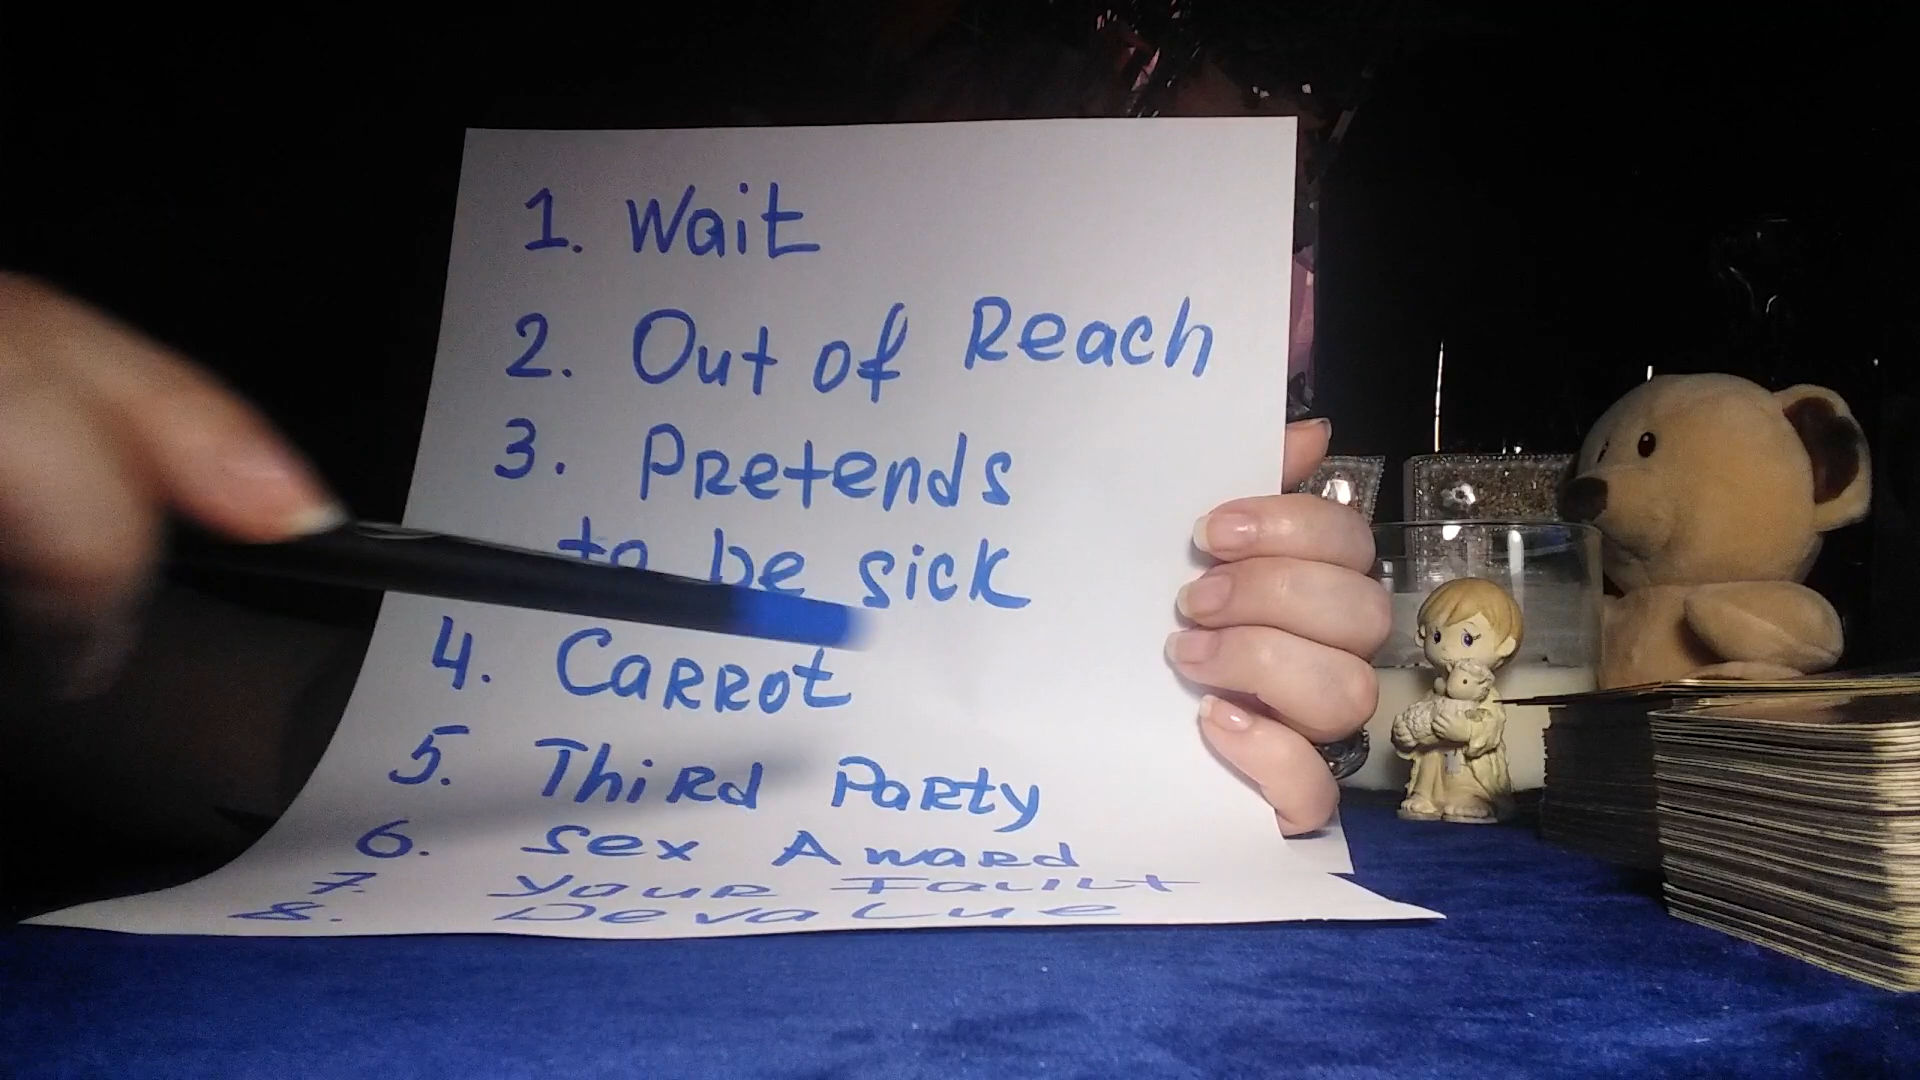 1. Wait
2. Out of Reach
3. Pretends
to be sick
4. Carrot
5. Third Party
6. Sex Award
7. Your Fault
8. Devalue